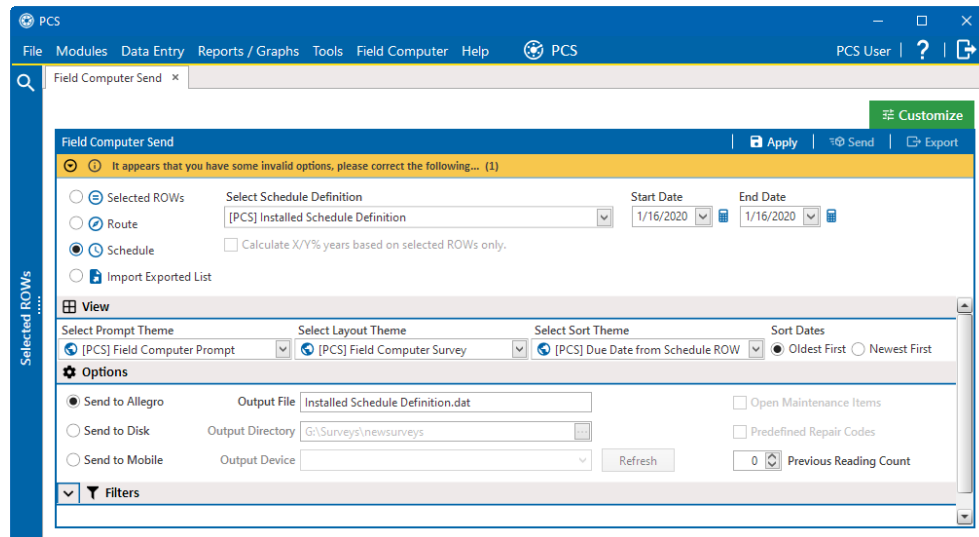 PCS
File Modules Data Entry Reports / Graphs Tools Field Computer Help PCS PCS User | ? |
Field Computer Send ×
Customize
Field Computer Send Apply Send Export
It appears that you have some invalid options, please correct the following... (1)
Selected ROWs Select Schedule Definition Start Date End Date
[PCS] Installed Schedule Definition 1/16/2020 1/16/2020
Route
Schedule Calculate X/Y% years based on selected ROWs only.
Import Exported List
Selected ROWs
View
Select Prompt Theme Select Layout Theme Select Sort Theme Sort Dates
[PCS] Field Computer Prompt [PCS] Field Computer Survey [PCS] Due Date from Schedule ROW Oldest First Newest First
Options
Send to Allegro Output File Installed Schedule Definition.dat Open Maintenance Items
Send to Disk Output Directory G:\Surveys\newsurveys ... Predefined Repair Codes
Send to Mobile Output Device Refresh 0 Previous Reading Count
Filters